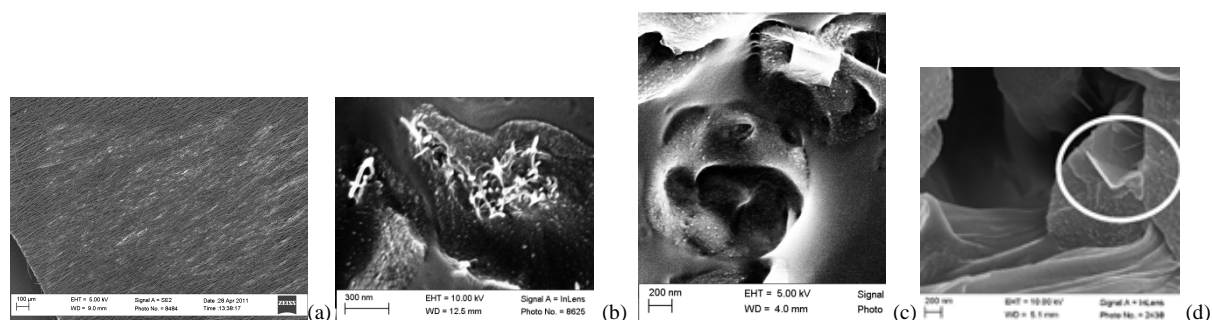 100 µm EHT = 5.00 kV Signal A = SE2 Date :28 Apr 2011
WD = 9.0 mm Photo No. = 8484 Time :13:38:17 ZEISS
(a)
300 nm EHT = 10.00 kV Signal A = InLens
WD = 12.5 mm Photo No. = 8625
(b)
200 nm EHT = 5.00 kV Signal
WD = 4.0 mm Photo
(c)
200 nm EHT = 10.00 kV Signal A = InLens
WD = 5.1 mm Photo No. = 2438
(d)